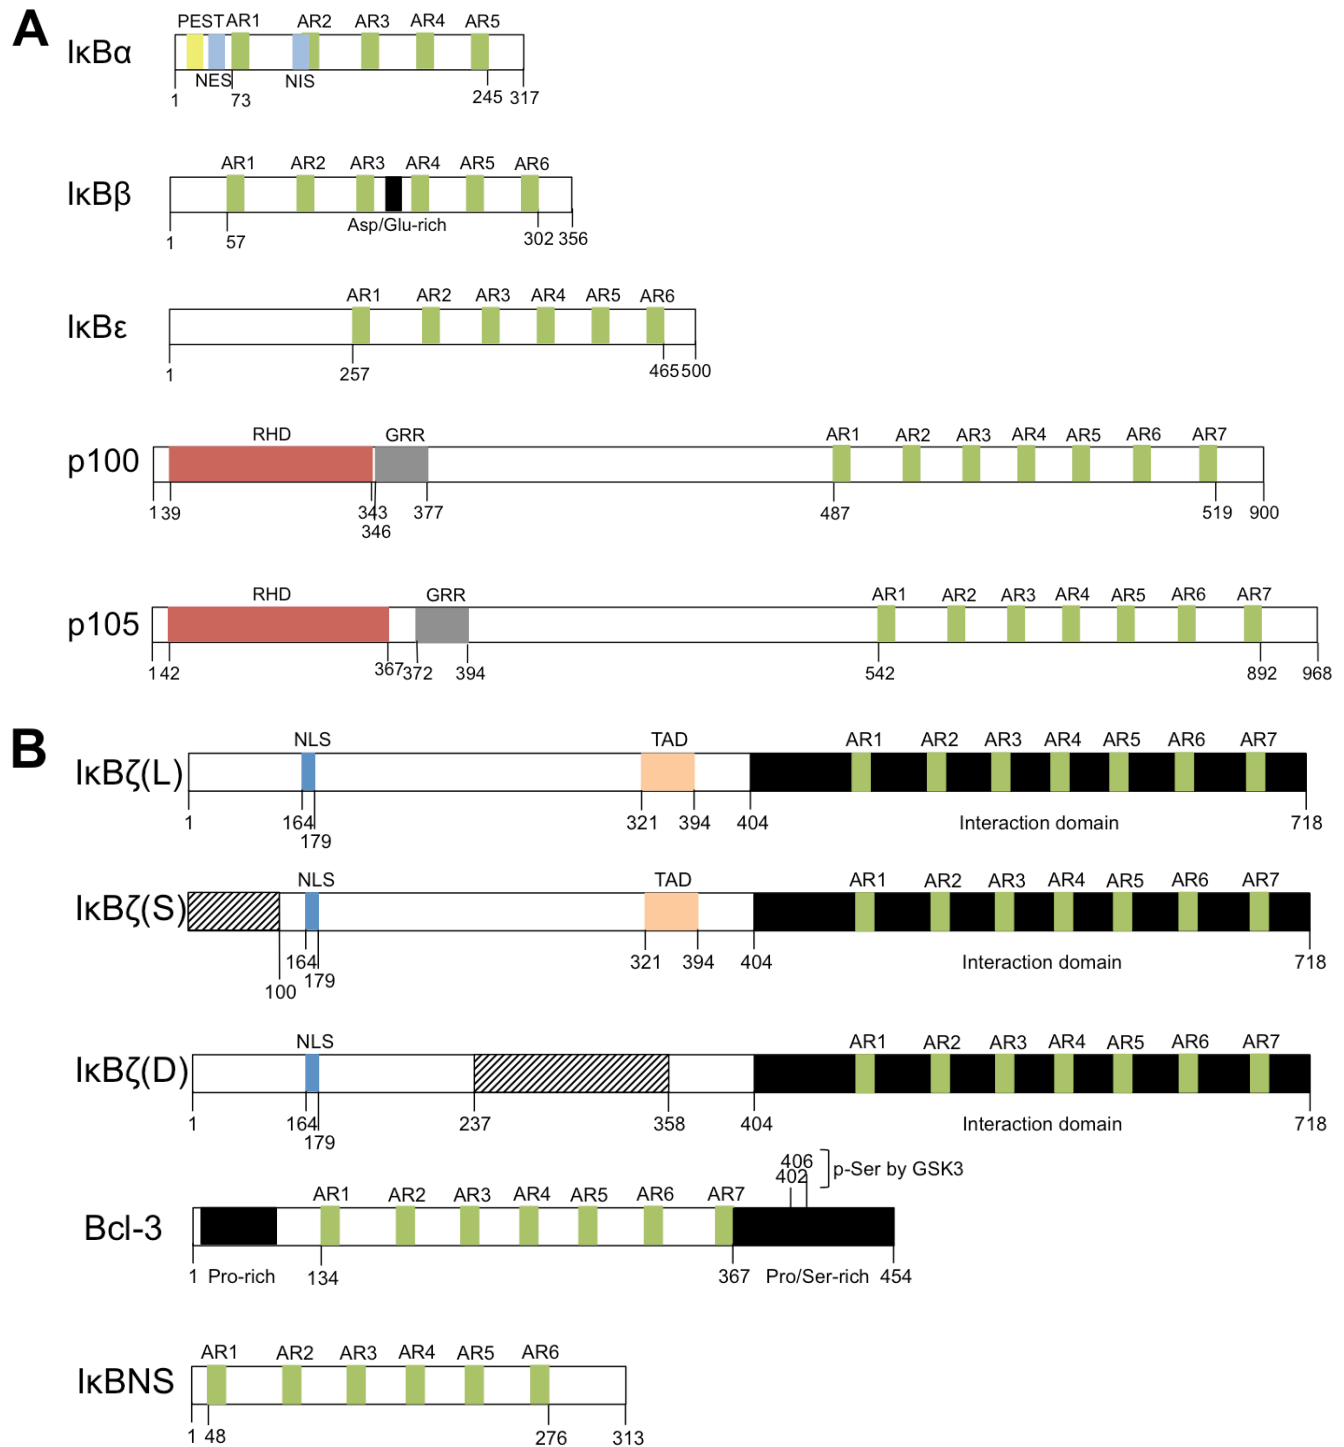 A
PEST AR1 AR2 AR3 AR4 AR5
IκBα
NES NIS
1 73 245 317
AR1 AR2 AR3 AR4 AR5 AR6
IκBβ
Asp/Glu-rich
1 57 302 356
AR1 AR2 AR3 AR4 AR5 AR6
IκBε
1 257 465 500
RHD GRR AR1 AR2 AR3 AR4 AR5 AR6 AR7
p100
1 39 343 377 487 519 900
346
RHD GRR AR1 AR2 AR3 AR4 AR5 AR6 AR7
p105
1 42 367 372 394 542 892 968
B
NLS TAD AR1 AR2 AR3 AR4 AR5 AR6 AR7
IκBζ(L)
1 164 321 394 404 Interaction domain 718
179
NLS TAD AR1 AR2 AR3 AR4 AR5 AR6 AR7
IκBζ(S)
164 321 394 404 Interaction domain 718
179
100
NLS AR1 AR2 AR3 AR4 AR5 AR6 AR7
IκBζ(D)
1 164 237 358 404 Interaction domain 718
179
406
402 p-Ser by GSK3
AR1 AR2 AR3 AR4 AR5 AR6 AR7
Bcl-3
1 Pro-rich 134 367 Pro/Ser-rich 454
AR1 AR2 AR3 AR4 AR5 AR6
IκBNS
1 48 276 313